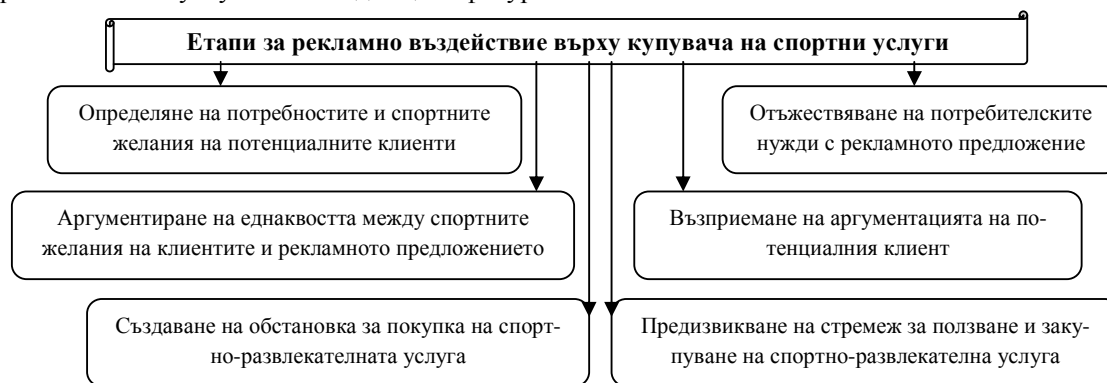 Етапи за рекламно въздействие върху купувача на спортни услуги
Определяне на потребностите и спортните
желания на потенциалните клиенти
Отъжествяване на потребителските
нужди с рекламното предложение
Аргументиране на еднаквостта между спортните
желания на клиентите и рекламното предложението
Възприемане на аргументацията на по-
тенциалния клиент
Създаване на обстановка за покупка на спорт-
но-развлекателната услуга
Предизвикване на стремеж за ползване и заку-
пуване на спортно-развлекателна услуга